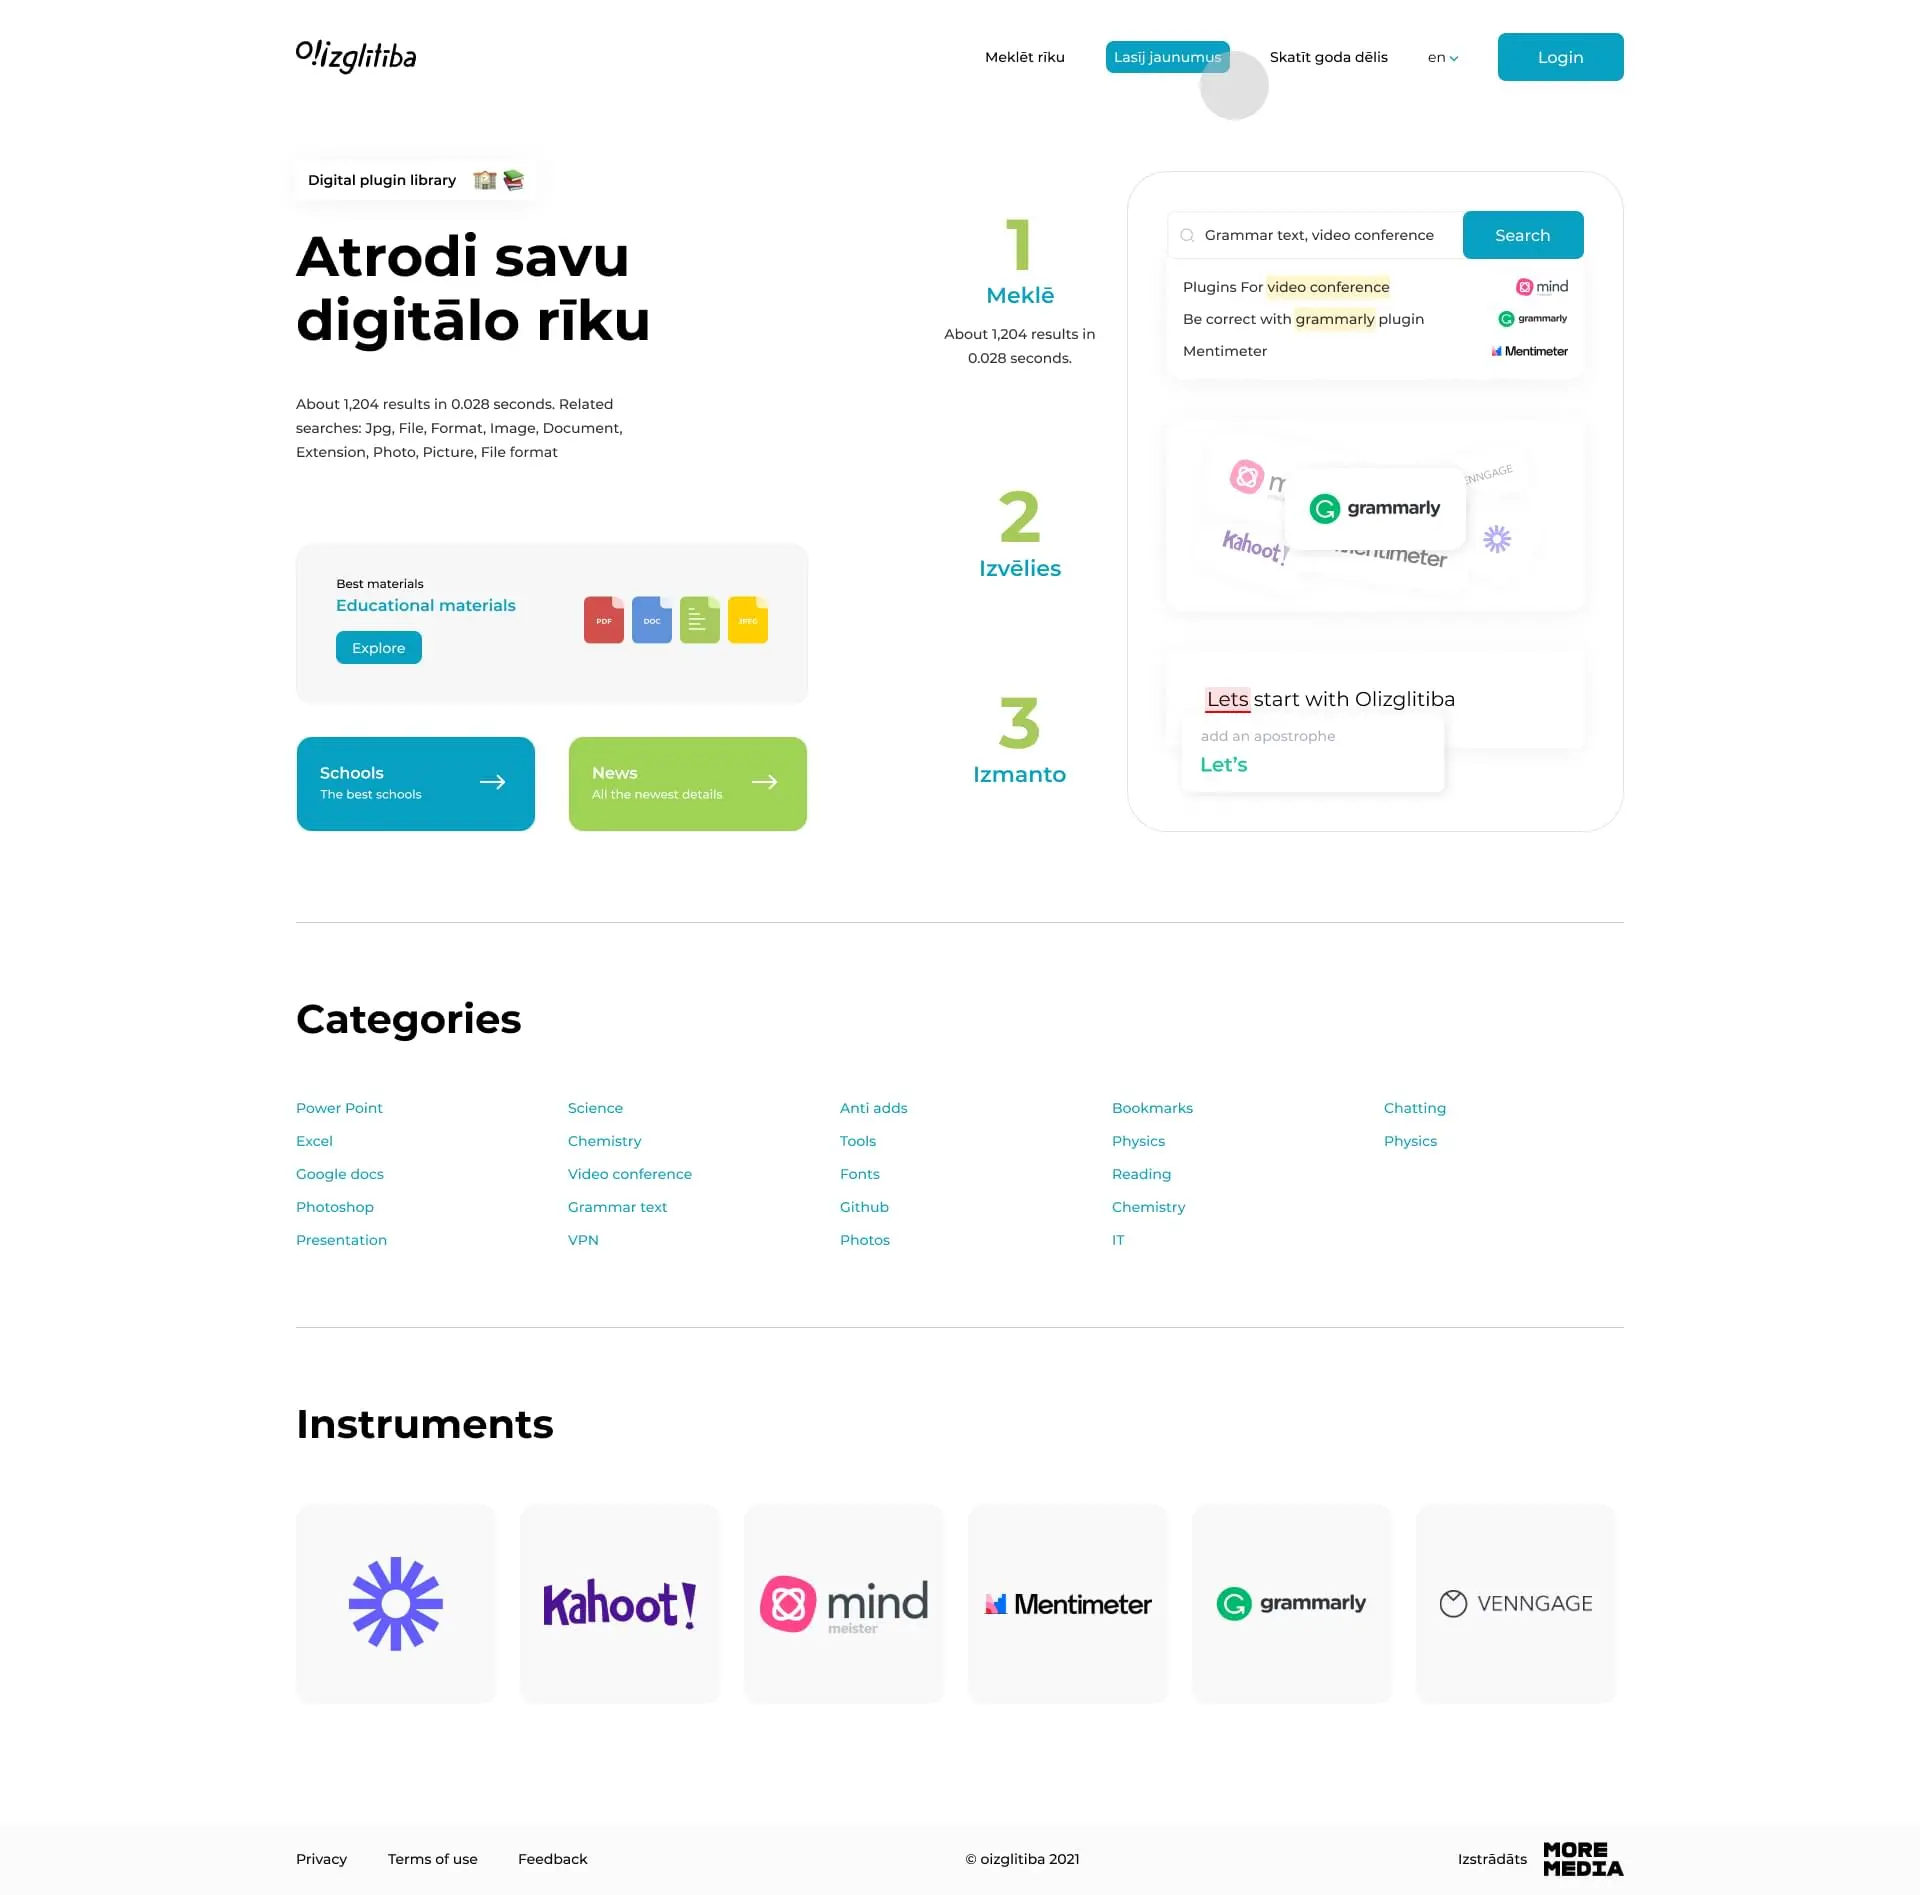 O!Izglītība
Meklēt rīku
Lasīj jaunumus
Skatīt goda dēlis
en
Login
Digital plugin library
Atrodi savu
digitālo rīku
About 1,204 results in 0.028 seconds. Related
searches: Jpg, File, Format, Image, Document,
Extension, Photo, Picture, File format
Best materials
Educational materials
Explore
PDF
DOC
JPEG
Schools
The best schools
News
All the newest details
1
Meklē
About 1,204 results in
0.028 seconds.
2
Izvēlies
3
Izmanto
Grammar text, video conference
Search
Plugins For video conference
mind
Be correct with grammarly plugin
grammarly
Mentimeter
Mentimeter
VENNGAGE
grammarly
Kahoot!
Mentimeter
Lets start with Olizglitiba
add an apostrophe
Let's
Categories
Power Point
Excel
Google docs
Photoshop
Presentation
Science
Chemistry
Video conference
Grammar text
VPN
Anti adds
Tools
Fonts
Github
Photos
Bookmarks
Physics
Reading
Chemistry
IT
Chatting
Physics
Instruments
Kahoot!
mind
meister
Mentimeter
grammarly
VENNGAGE
Privacy
Terms of use
Feedback
© oizglitiba 2021
Izstrādāts
MORE
MEDIA